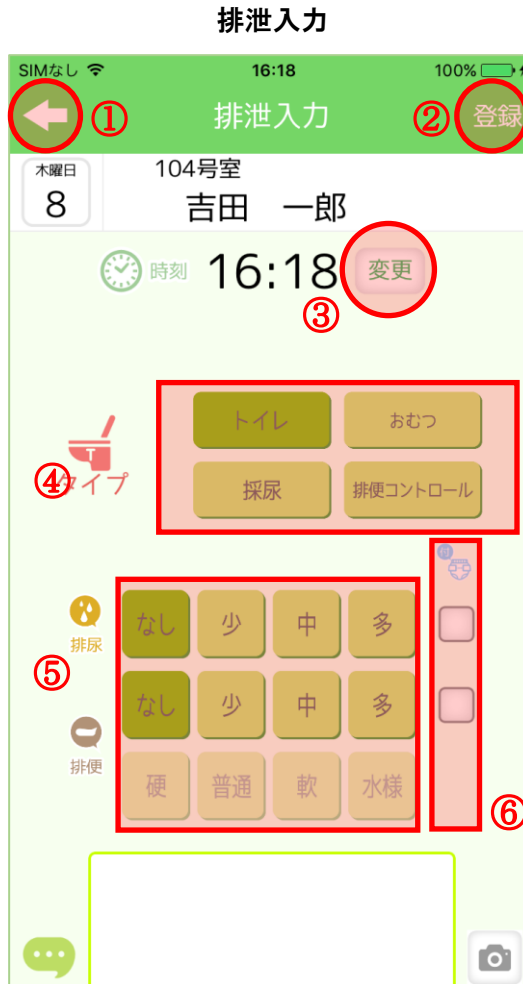 排泄入力
SIMなし 16:18 100%
① 排泄入力 ② 登録
木曜日 104号室
8 吉田 一郎
時刻 16:18 変更
③
トイレ おむつ
T
④ タイプ 採尿 排便コントロール
排尿 なし 少 中 多
⑤
なし 少 中 多
排便 硬 普通 軟 水様
⑥